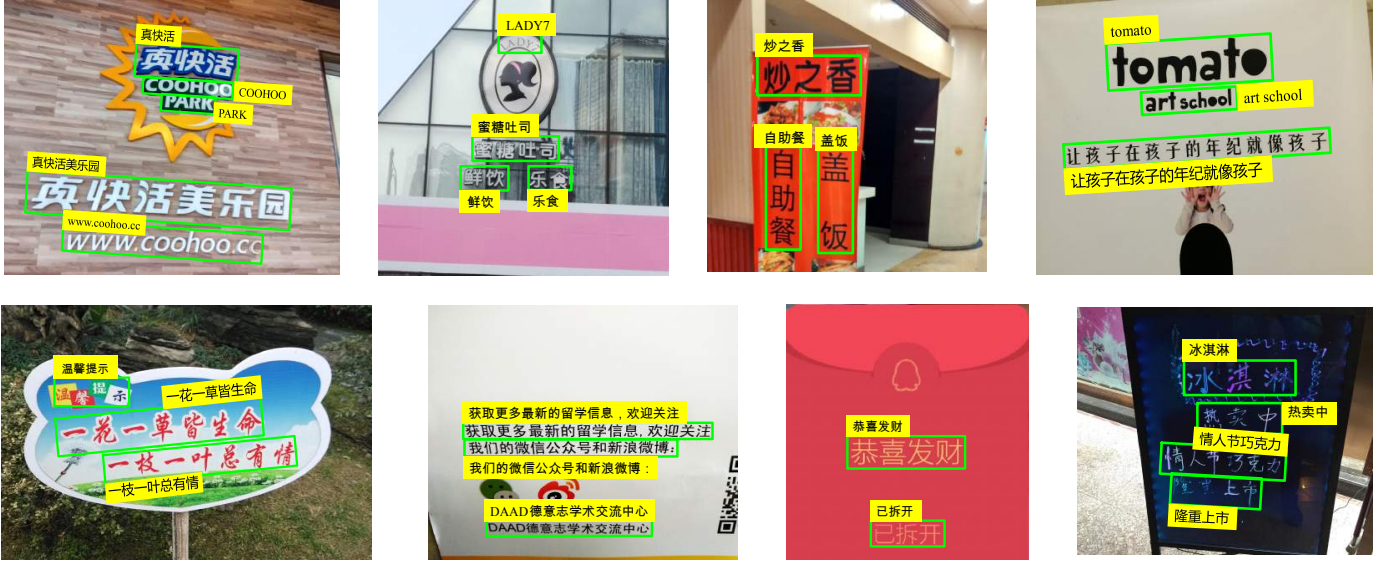 真快活
真快活
COOHOO
COOHOO
PARK
PARK
真快活美乐园
真快活美乐园
www.coohoo.cc
www.coohoo.cc
LADY7
LADY7
蜜糖吐司
蜜糖吐司
鲜饮 乐食
鲜饮 乐食
炒之香
炒之香
自助餐 盖饭
自助餐
盖饭
tomato
tomato
art school art school
让孩子在孩子的年纪就像孩子
让孩子在孩子的年纪就像孩子
温馨提示
温馨提示
一花一草皆生命
一花一草皆生命
一枝一叶总有情
一枝一叶总有情
获取更多最新的留学信息，欢迎关注
获取更多最新的留学信息, 欢迎关注
我们的微信公众号和新浪微博：
我们的微信公众号和新浪微博：
DAAD德意志学术交流中心
DAAD德意志学术交流中心
恭喜发财
恭喜发财
已拆开
已拆开
冰淇淋
冰淇淋
热卖中 热卖中
情人节巧克力
情人节巧克力
隆重上市
隆重上市